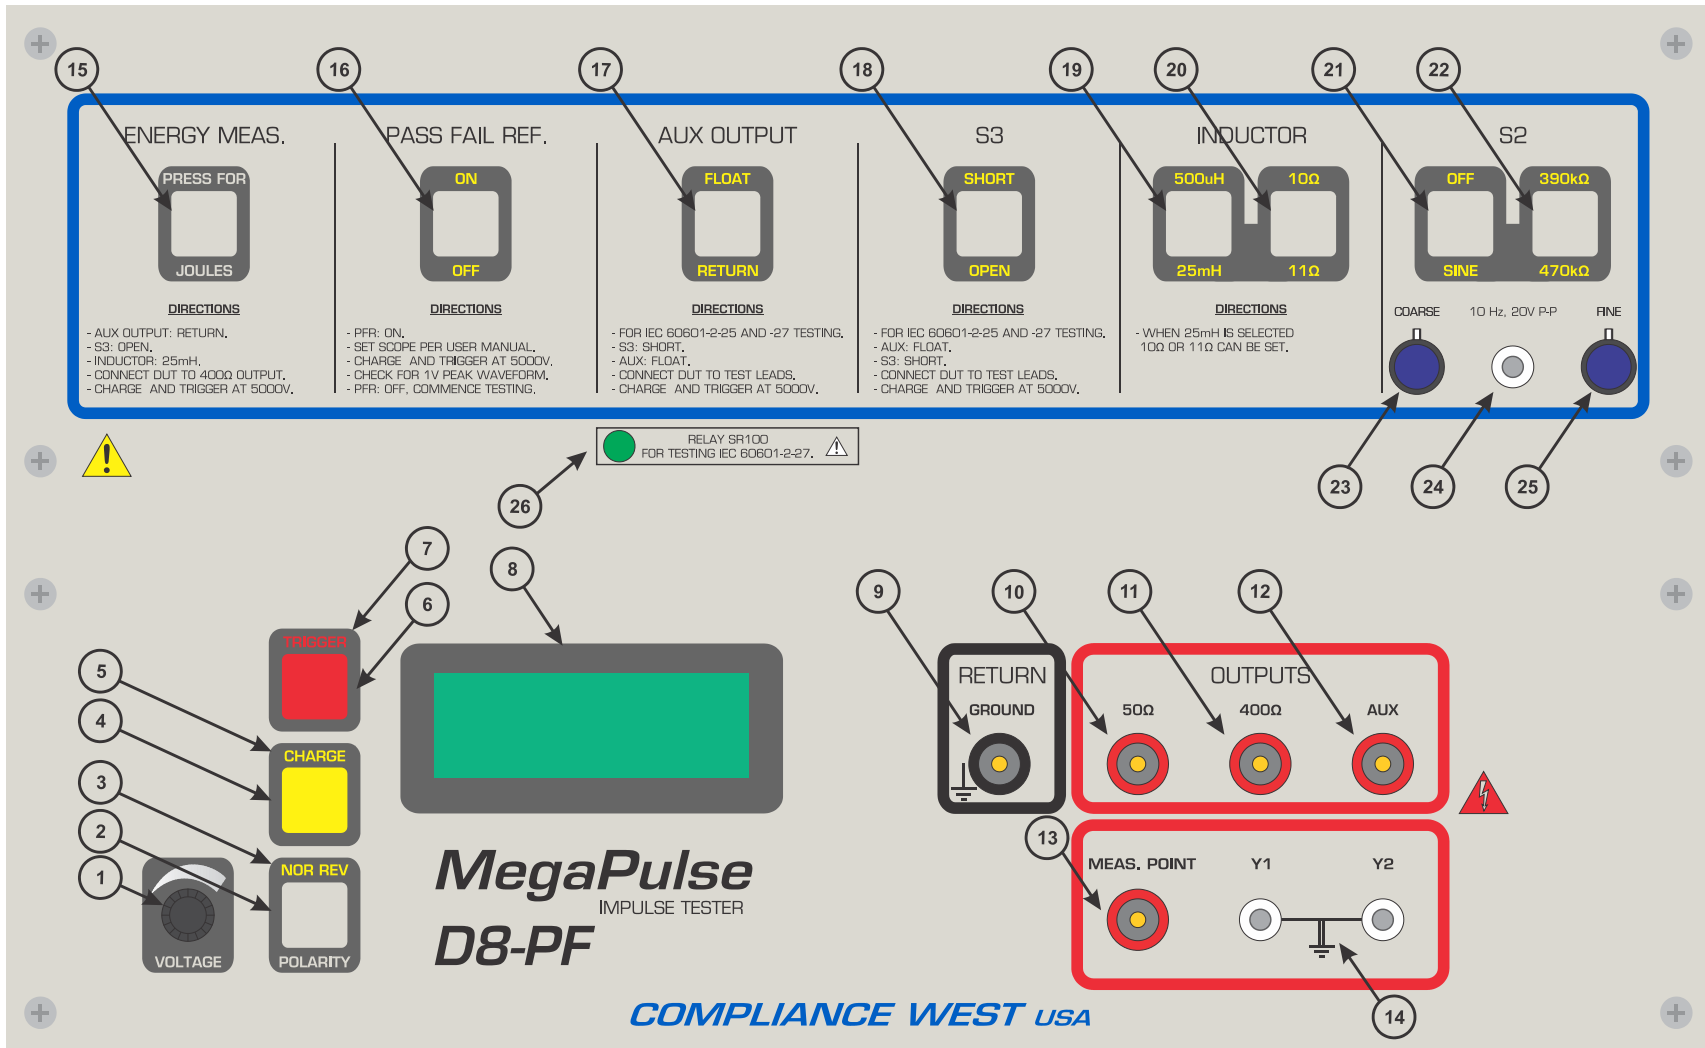 15
16
17
18
19
20
21
22
ENERGY MEAS.
PRESS FOR
JOULES
DIRECTIONS
- AUX OUTPUT: RETURN.
- S3: OPEN.
- INDUCTOR: 25mH.
- CONNECT DUT TO 400Ω OUTPUT.
- CHARGE AND TRIGGER AT 5000V.
PASS FAIL REF.
ON
OFF
DIRECTIONS
- PFR: ON.
- SET SCOPE PER USER MANUAL.
- CHARGE AND TRIGGER AT 5000V.
- CHECK FOR 1V PEAK WAVEFORM.
- PFR: OFF, COMMENCE TESTING.
AUX OUTPUT
FLOAT
RETURN
DIRECTIONS
- FOR IEC 60601-2-25 AND -27 TESTING.
- S3: SHORT.
- AUX: FLOAT.
- CONNECT DUT TO TEST LEADS.
- CHARGE AND TRIGGER AT 5000V.
S3
SHORT
OPEN
DIRECTIONS
- FOR IEC 60601-2-25 AND -27 TESTING.
- AUX: FLOAT.
- S3: SHORT.
- CONNECT DUT TO TEST LEADS.
- CHARGE AND TRIGGER AT 5000V.
INDUCTOR
500uH
10Ω
25mH
11Ω
DIRECTIONS
- WHEN 25mH IS SELECTED
10Ω OR 11Ω CAN BE SET.
S2
OFF
390kΩ
SINE
470kΩ
COARSE
10 Hz, 20V P-P
FINE
23
24
25
RELAY SR100
FOR TESTING IEC 60601-2-27.
26
7
8
6
5
4
3
2
1
TRIGGER
CHARGE
NOR REV
POLARITY
VOLTAGE
MegaPulse
IMPULSE TESTER
D8-PF
9
10
11
12
RETURN
GROUND
OUTPUTS
50Ω
400Ω
AUX
13
MEAS. POINT
Y1
Y2
14
COMPLIANCE WEST USA